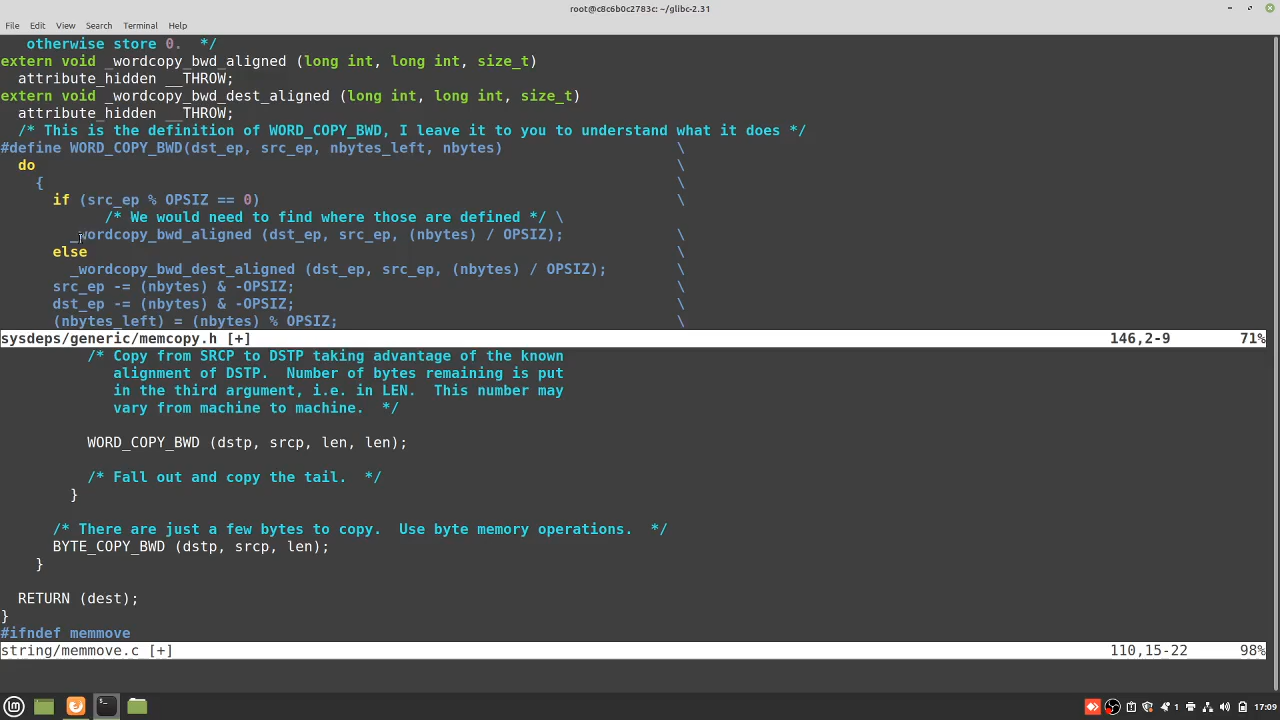 root@c8c6b0c2783c: ~/glibc-2.31
File Edit View Search Terminal Help
otherwise store 0.  */
extern void _wordcopy_bwd_aligned (long int, long int, size_t)
  attribute_hidden __THROW;
extern void _wordcopy_bwd_dest_aligned (long int, long int, size_t)
  attribute_hidden __THROW;
  /* This is the definition of WORD_COPY_BWD, I leave it to you to understand what it does */
#define WORD_COPY_BWD(dst_ep, src_ep, nbytes_left, nbytes) \
  do \
    { \
      if (src_ep % OPSIZ == 0) \
            /* We would need to find where those are defined */ \
        _wordcopy_bwd_aligned (dst_ep, src_ep, (nbytes) / OPSIZ); \
      else \
        _wordcopy_bwd_dest_aligned (dst_ep, src_ep, (nbytes) / OPSIZ); \
      src_ep -= (nbytes) & -OPSIZ; \
      dst_ep -= (nbytes) & -OPSIZ; \
      (nbytes_left) = (nbytes) % OPSIZ; \
sysdeps/generic/memcopy.h [+] 146,2-9 71%
          /* Copy from SRCP to DSTP taking advantage of the known
             alignment of DSTP.  Number of bytes remaining is put
             in the third argument, i.e. in LEN.  This number may
             vary from machine to machine.  */
          WORD_COPY_BWD (dstp, srcp, len, len);
          /* Fall out and copy the tail.  */
        }
      /* There are just a few bytes to copy.  Use byte memory operations.  */
      BYTE_COPY_BWD (dstp, srcp, len);
    }
  RETURN (dest);
}
#ifndef memmove
string/memmove.c [+] 110,15-22 98%
1 17:09